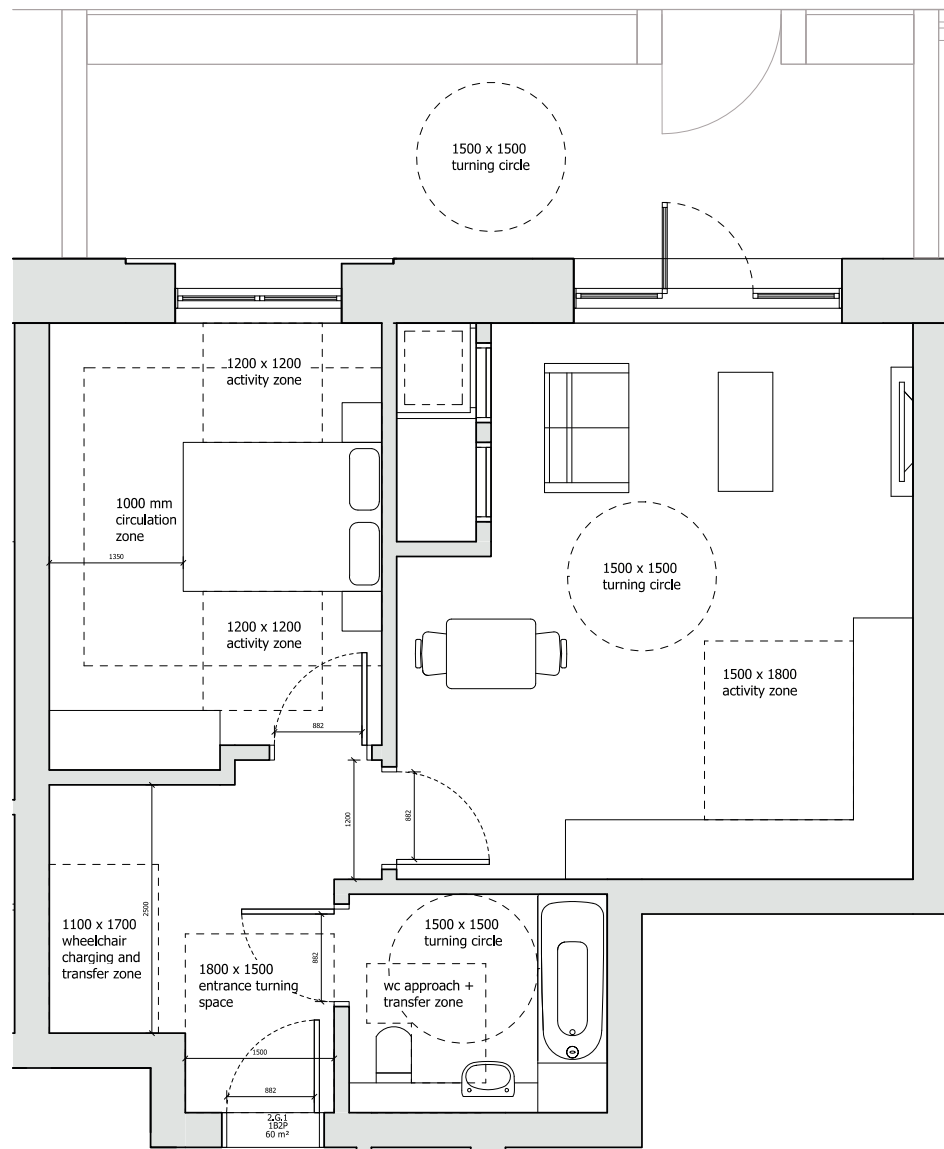 1500 x 1500
turning circle
1200 x 1200
activity zone
1000 mm
circulation
zone
1350
1500 x 1500
turning circle
1200 x 1200
activity zone
1500 x 1800
activity zone
882
1200
882
2500
1100 x 1700
wheelchair
charging and
transfer zone
1800 x 1500
entrance turning
space
882
1500 x 1500
turning circle
wc approach +
transfer zone
1500
882
2.G.1
1B2P
60 m²